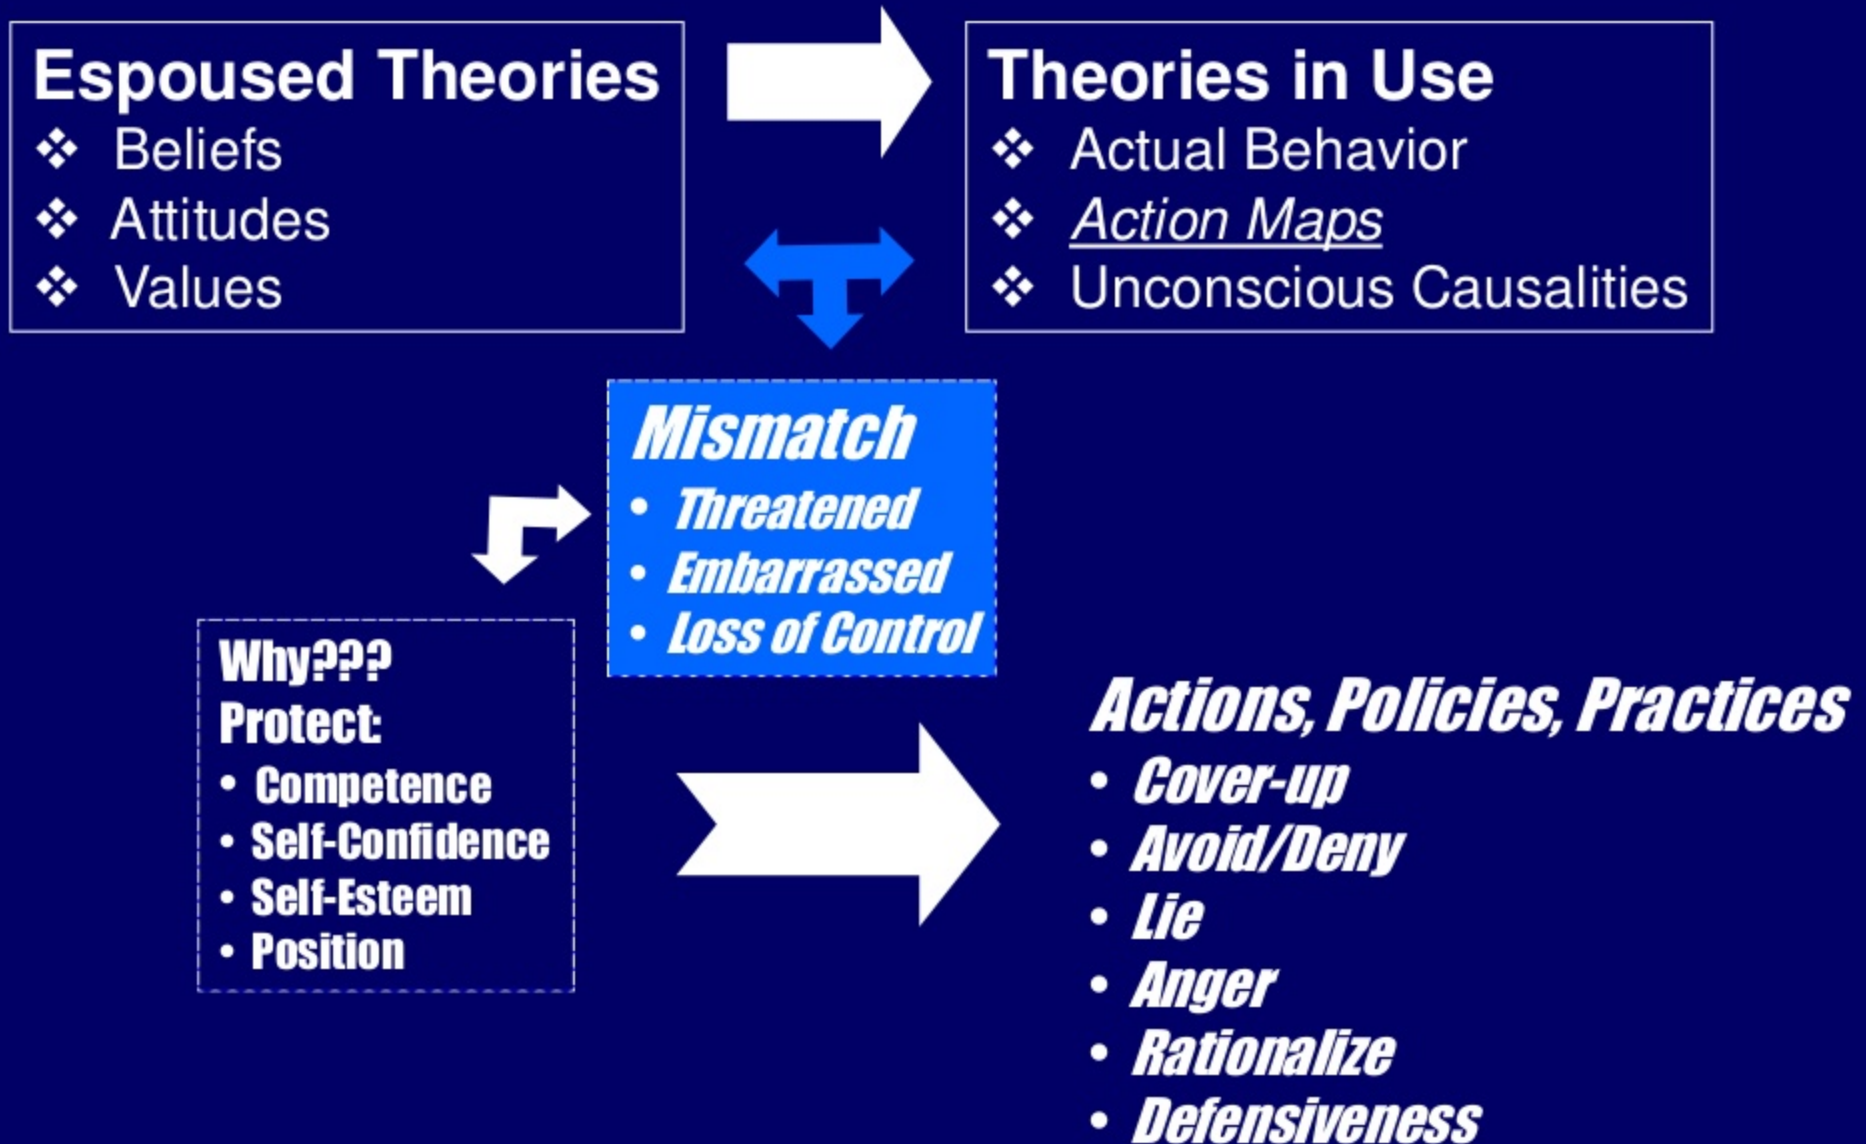 Espoused Theories
❖ Beliefs
❖ Attitudes
❖ Values
Theories in Use
❖ Actual Behavior
❖ Action Maps
❖ Unconscious Causalities
Mismatch
• Threatened
• Embarrassed
• Loss of Control
Why???
Protect:
• Competence
• Self-Confidence
• Self-Esteem
• Position
Actions, Policies, Practices
• Cover-up
• Avoid/Deny
• Lie
• Anger
• Rationalize
• Defensiveness